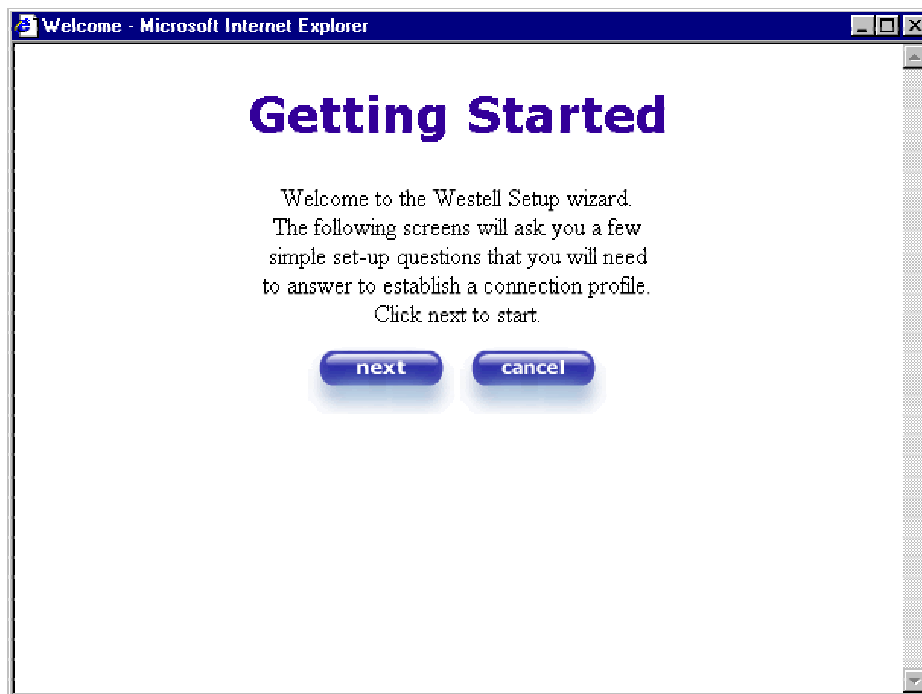 Welcome - Microsoft Internet Explorer
Getting Started
Welcome to the Westell Setup wizard.
The following screens will ask you a few
simple set-up questions that you will need
to answer to establish a connection profile.
Click next to start.
next cancel